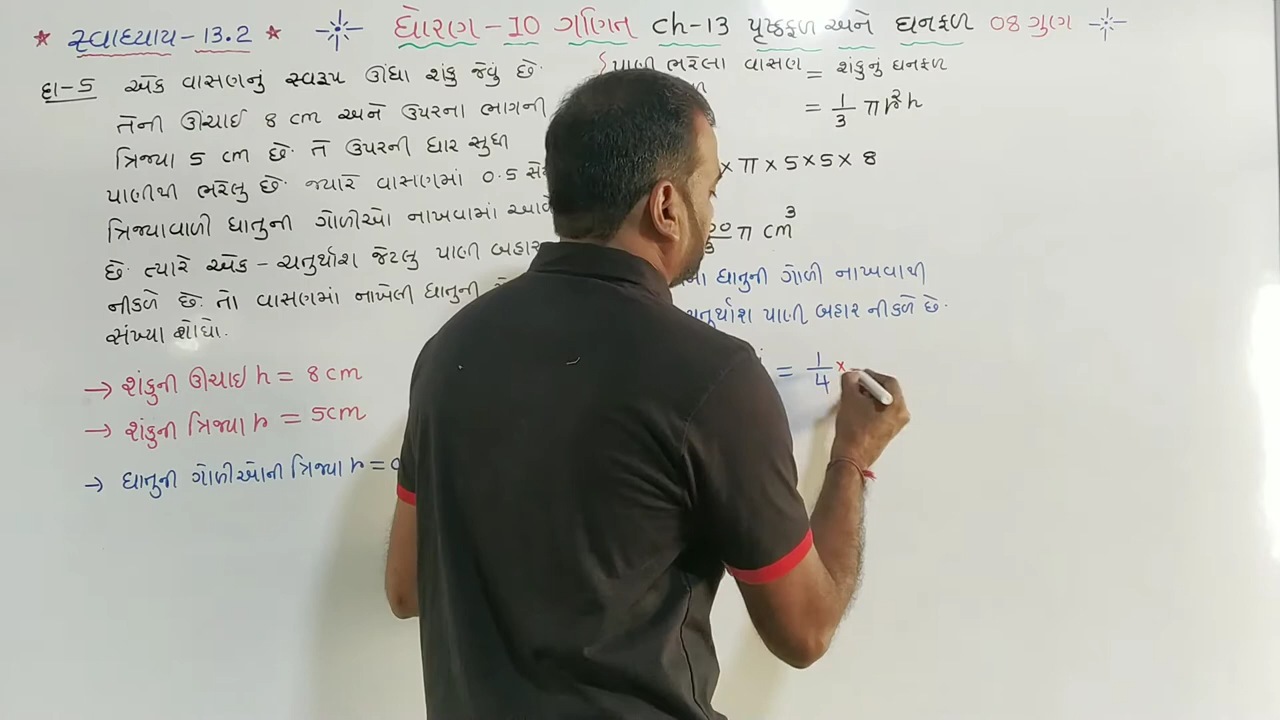 ★ સ્વાધ્યાય-13.2 ★ ધોરણ-10 ગણિત ch-13 પૃષ્ઠફળ અને ઘનફળ 08 ગુણ
દા-5 એક વાસણનું સ્વરૂપ ઊંધા શંકુ જેવું છે.
તેની ઊંચાઈ 8 cm અને ઉપરના ભાગની
ત્રિજ્યા 5 cm છે. તે ઉપરની ધાર સુધી
પાણીથી ભરેલુ છે. જ્યારે વાસણમાં 0.5 સે
ત્રિજ્યાવાળી ધાતુની ગોળીઓ નાખવામાં આવે
છે. ત્યારે એક-ચતુર્થાંશ જેટલુ પાણી બહાર
નીકળે છે. તો વાસણમાં નાખેલી ધાતુની
સંખ્યા શોધો.
→ શંકુની ઊંચાઈ h = 8 cm
→ શંકુની ત્રિજ્યા r = 5cm
→ ધાતુની ગોળીઓની ત્રિજ્યા r = 0
પાણી ભરેલા વાસણ = શંકુનું ઘનફળ
= 1/3 πr²h
× π × 5 × 5 × 8
π cm³
ધાતુની ગોળી નાખવાથી
ચતુર્થાંશ પાણી બહાર નીકળે છે.
= 1/4 ×